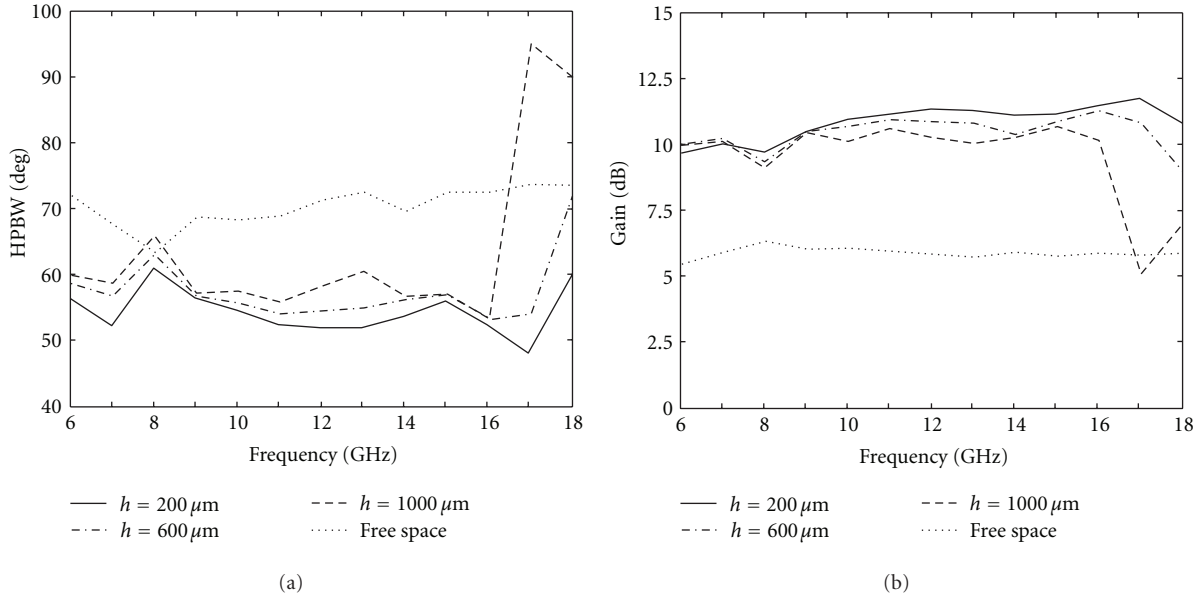 100
90
80
70
60
50
40
HPBW (deg)
6 8 10 12 14 16 18
Frequency (GHz)
h = 200 μm
h = 600 μm
h = 1000 μm
Free space
(a)
15
12.5
10
7.5
5
2.5
0
Gain (dB)
6 8 10 12 14 16 18
Frequency (GHz)
h = 200 μm
h = 600 μm
h = 1000 μm
Free space
(b)